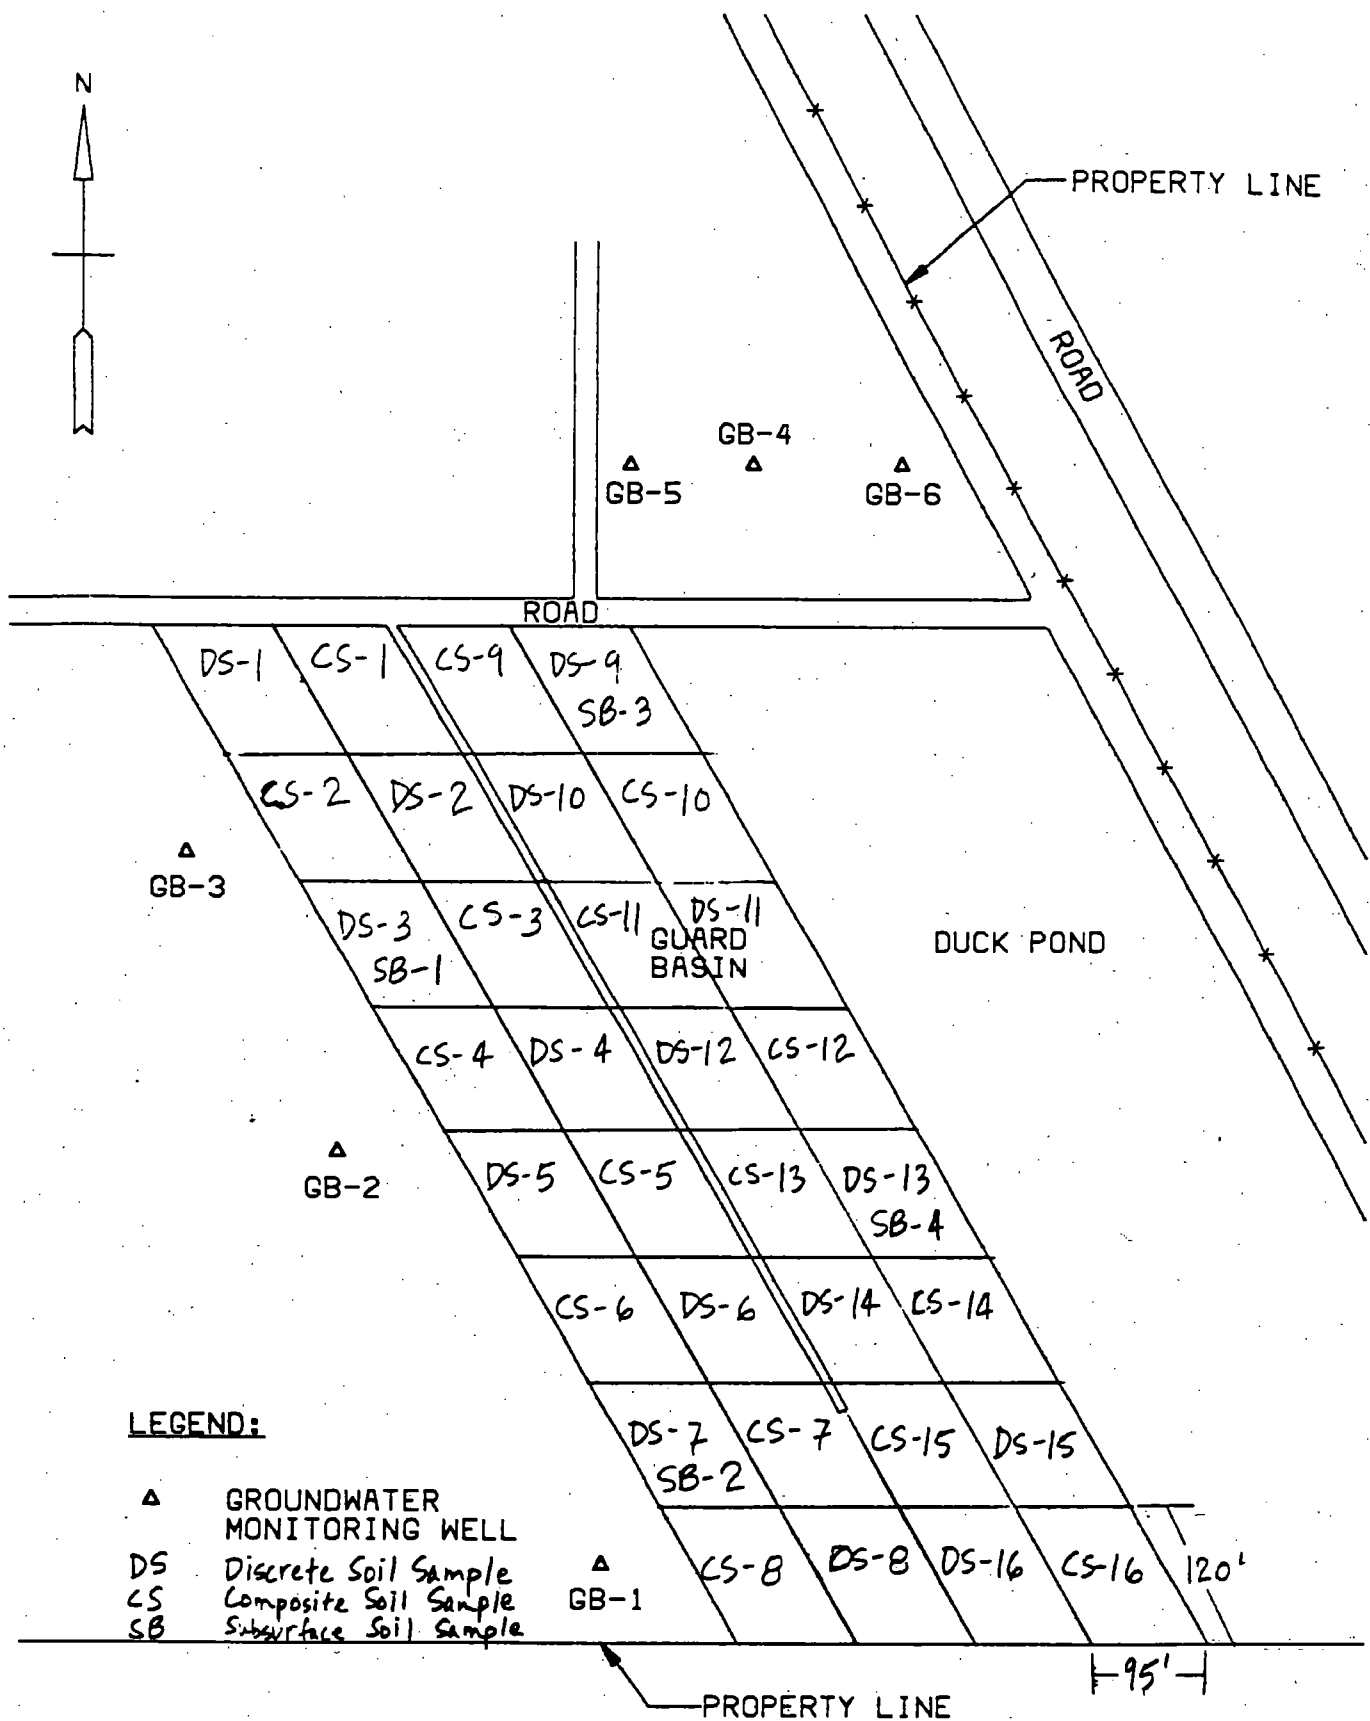 N
PROPERTY LINE
ROAD
GB-4
GB-5
GB-6
ROAD
DS-1 CS-1 CS-9 DS-9
SB-3
CS-2 DS-2 DS-10 CS-10
GB-3
DS-3 CS-3 CS-11 DS-11
SB-1
GUARD
BASIN
DUCK POND
CS-4 DS-4 DS-12 CS-12
GB-2
DS-5 CS-5 CS-13 DS-13
SB-4
CS-6 DS-6 DS-14 CS-14
DS-7 CS-7 CS-15 DS-15
SB-2
CS-8 DS-8 DS-16 CS-16 120'
GB-1
95'
LEGEND:
GROUNDWATER
MONITORING WELL
DS Discrete Soil Sample
CS Composite Soil Sample
SB Subsurface Soil Sample
PROPERTY LINE